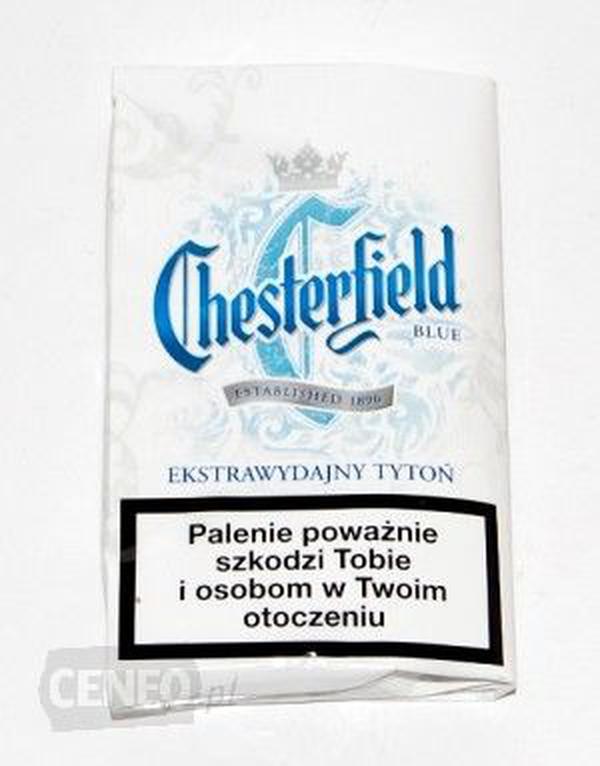 Chesterfield
BLUE
ESTABLISHED 1896
EKSTRAWYDAJNY TYTOŃ
Palenie poważnie
szkodzi Tobie
i osobom w Twoim
otoczeniu
CENEO.pl